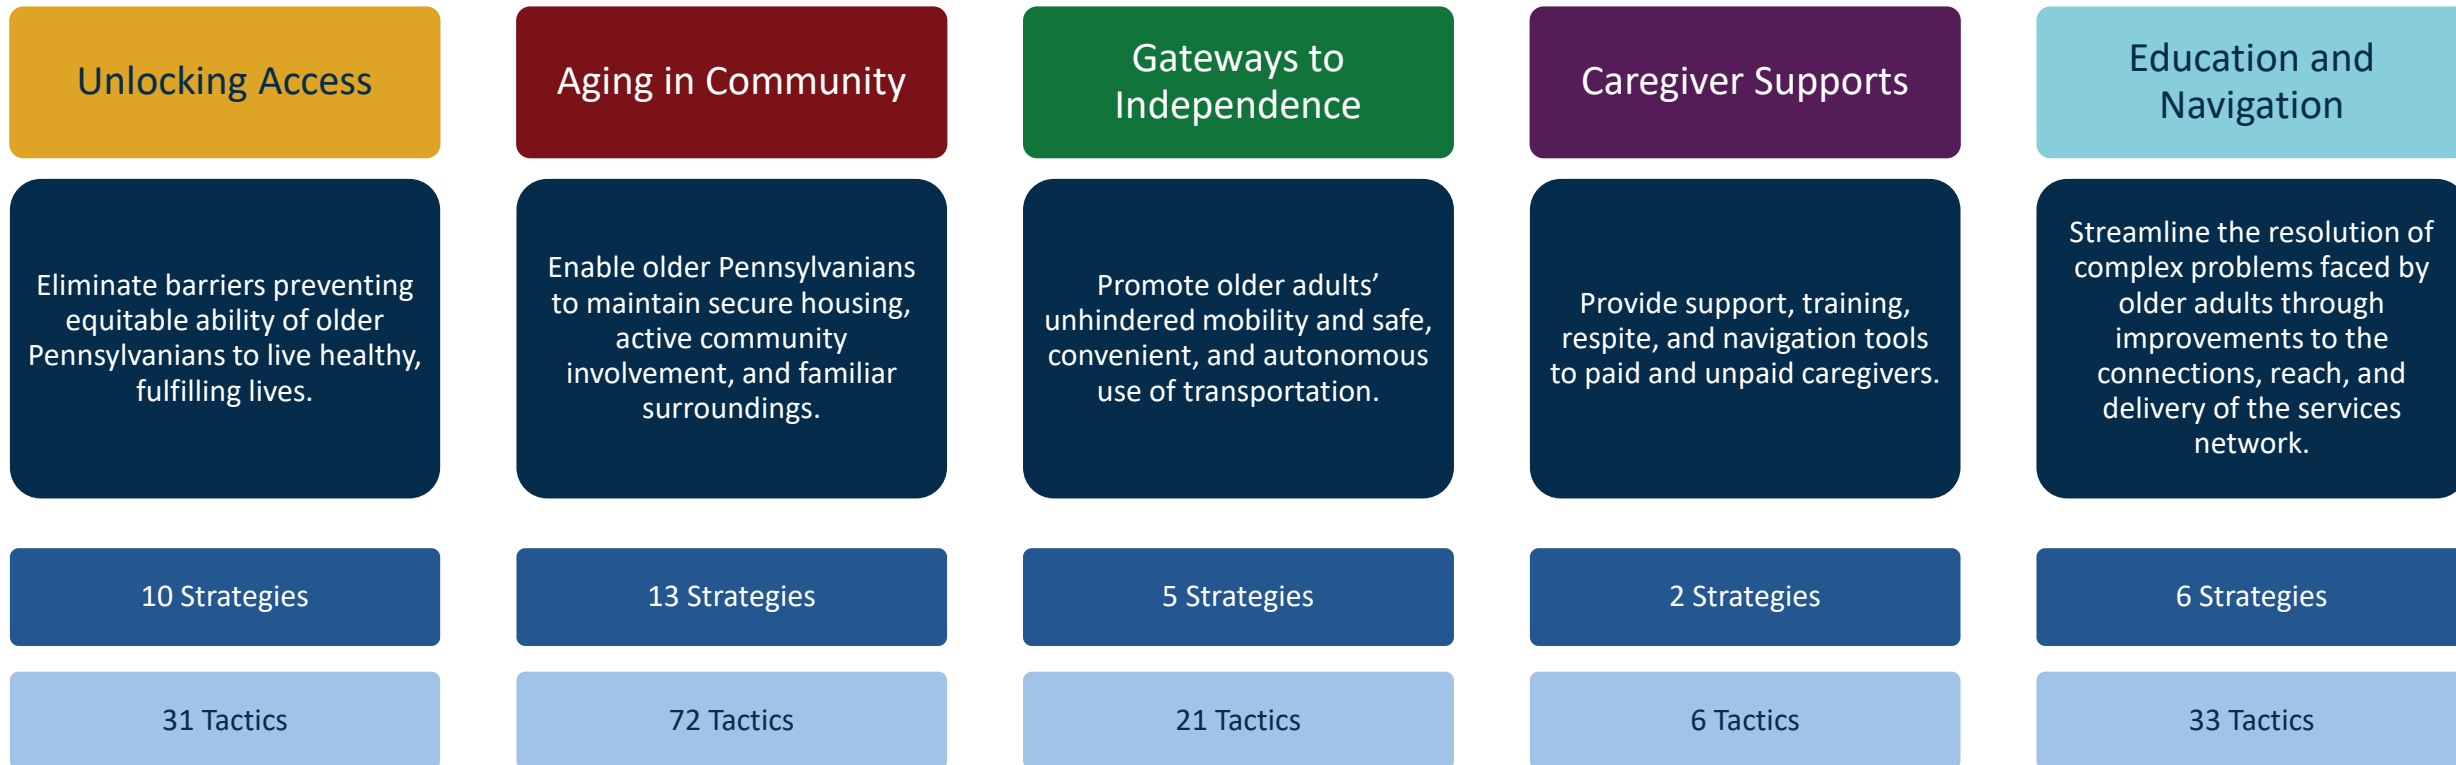 Unlocking Access
Aging in Community
Gateways to
Independence
Caregiver Supports
Education and
Navigation
Eliminate barriers preventing
equitable ability of older
Pennsylvanians to live healthy,
fulfilling lives.
Enable older Pennsylvanians
to maintain secure housing,
active community
involvement, and familiar
surroundings.
Promote older adults’
unhindered mobility and safe,
convenient, and autonomous
use of transportation.
Provide support, training,
respite, and navigation tools
to paid and unpaid caregivers.
Streamline the resolution of
complex problems faced by
older adults through
improvements to the
connections, reach, and
delivery of the services
network.
10 Strategies
13 Strategies
5 Strategies
2 Strategies
6 Strategies
31 Tactics
72 Tactics
21 Tactics
6 Tactics
33 Tactics